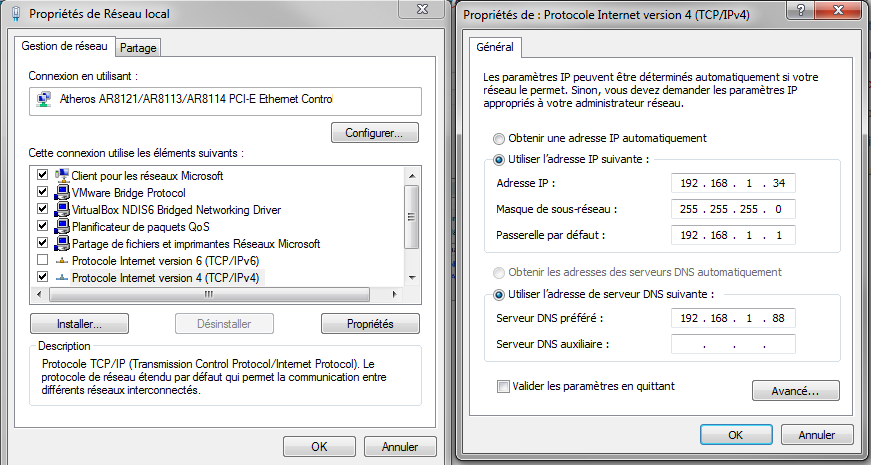 Propriétés de Réseau local
Gestion de réseau
Partage
Connexion en utilisant :
Atheros AR8121/AR8113/AR8114 PCI-E Ethernet Control
Configurer...
Cette connexion utilise les éléments suivants :
Client pour les réseaux Microsoft
VMware Bridge Protocol
VirtualBox NDIS6 Bridged Networking Driver
Planificateur de paquets QoS
Partage de fichiers et imprimantes Réseaux Microsoft
Protocole Internet version 6 (TCP/IPv6)
Protocole Internet version 4 (TCP/IPv4)
Installer...
Désinstaller
Propriétés
Description
Protocole TCP/IP (Transmission Control Protocol/Internet Protocol). Le
protocole de réseau étendu par défaut qui permet la communication entre
différents réseaux interconnectés.
OK
Annuler
Propriétés de : Protocole Internet version 4 (TCP/IPv4)
Général
Les paramètres IP peuvent être déterminés automatiquement si votre
réseau le permet. Sinon, vous devez demander les paramètres IP
appropriés à votre administrateur réseau.
Obtenir une adresse IP automatiquement
Utiliser l'adresse IP suivante :
Adresse IP : 192 . 168 . 1 . 34
Masque de sous-réseau : 255 . 255 . 255 . 0
Passerelle par défaut : 192 . 168 . 1 . 1
Obtenir les adresses des serveurs DNS automatiquement
Utiliser l'adresse de serveur DNS suivante :
Serveur DNS préféré : 192 . 168 . 1 . 88
Serveur DNS auxiliaire : . . .
Valider les paramètres en quittant
Avancé...
OK
Annuler